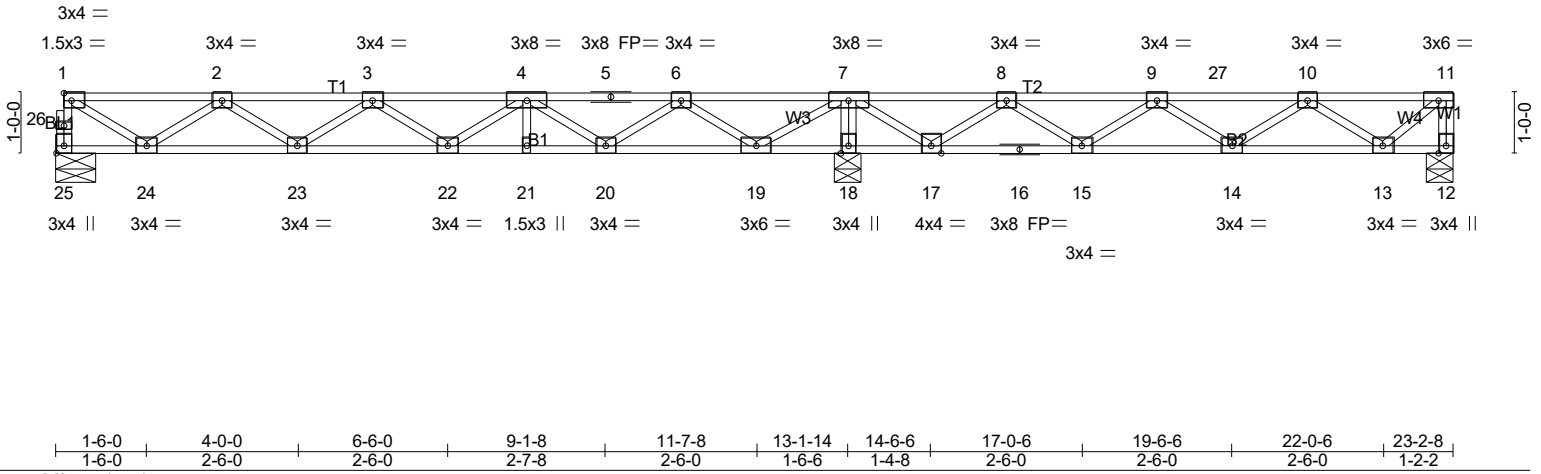 3x4 =
1.5x3 = 3x4 = 3x4 = 3x8 = 3x8 FP= 3x4 = 3x8 = 3x4 = 3x4 = 3x4 = 3x6 =
1 2 3 4 5 6 7 8 9 27 10 11
T1 T2
1-0-0 26 W3 W4 W1 1-0-0
B1 B2
25 24 23 22 21 20 19 18 17 16 15 14 13 12
3x4 || 3x4 = 3x4 = 3x4 = 1.5x3 || 3x4 = 3x6 = 3x4 || 4x4 = 3x8 FP= 3x4 = 3x4 = 3x4 ||
3x4 =
1-6-0 4-0-0 6-6-0 9-1-8 11-7-8 13-1-14 14-6-6 17-0-6 19-6-6 22-0-6 23-2-8
1-6-0 2-6-0 2-6-0 2-7-8 2-6-0 1-6-6 1-4-8 2-6-0 2-6-0 2-6-0 1-2-2